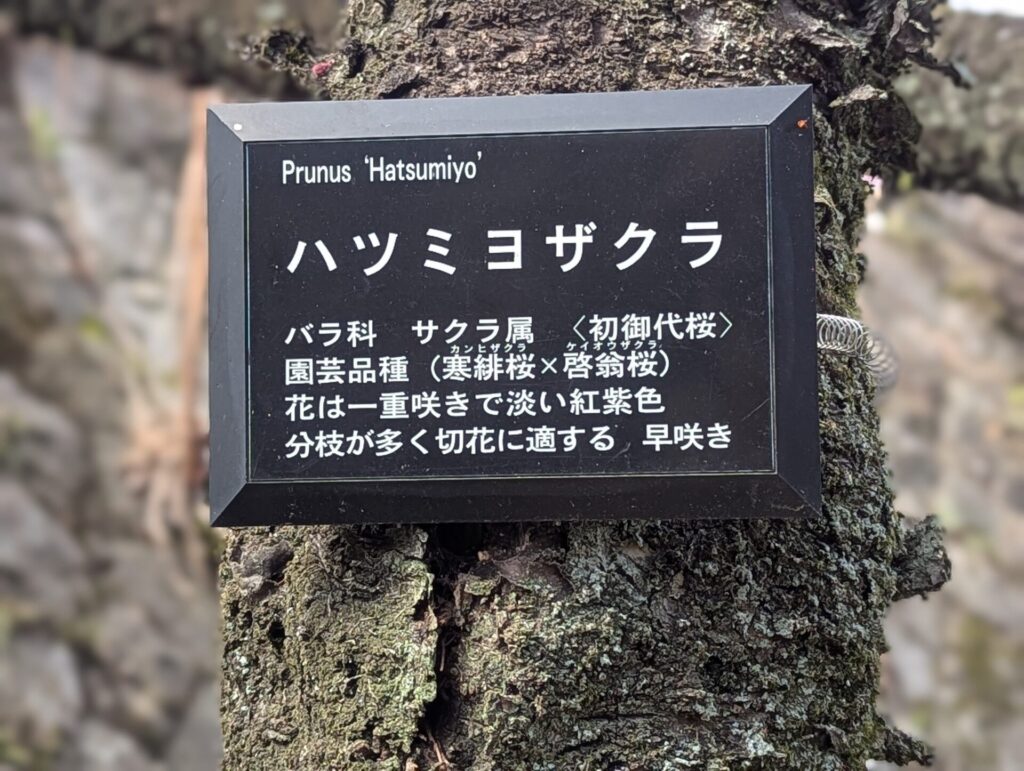 Prunus ‘Hatsumiyo’
ハツミヨザクラ
バラ科　サクラ属　〈初御代桜〉
カンヒザクラ　ケイオウザクラ
園芸品種（寒緋桜×啓翁桜）
花は一重咲きで淡い紅紫色
分枝が多く切花に適する　早咲き